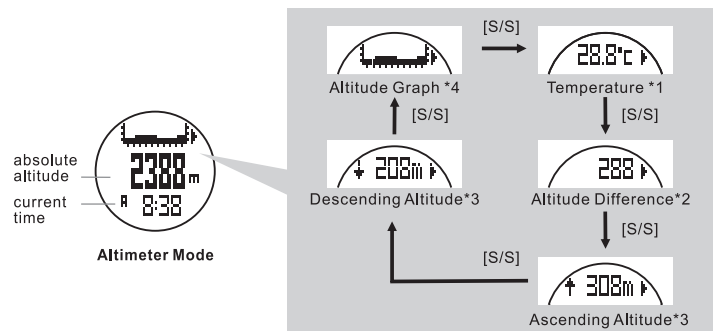 [S/S]
28.8°C
Altitude Graph *4
Temperature *1
[S/S]
[S/S]
absolute
altitude
2388 m
208m
288
current
time
A 8:38
Descending Altitude*3
Altitude Difference*2
[S/S]
Altimeter Mode
[S/S]
308m
Ascending Altitude*3